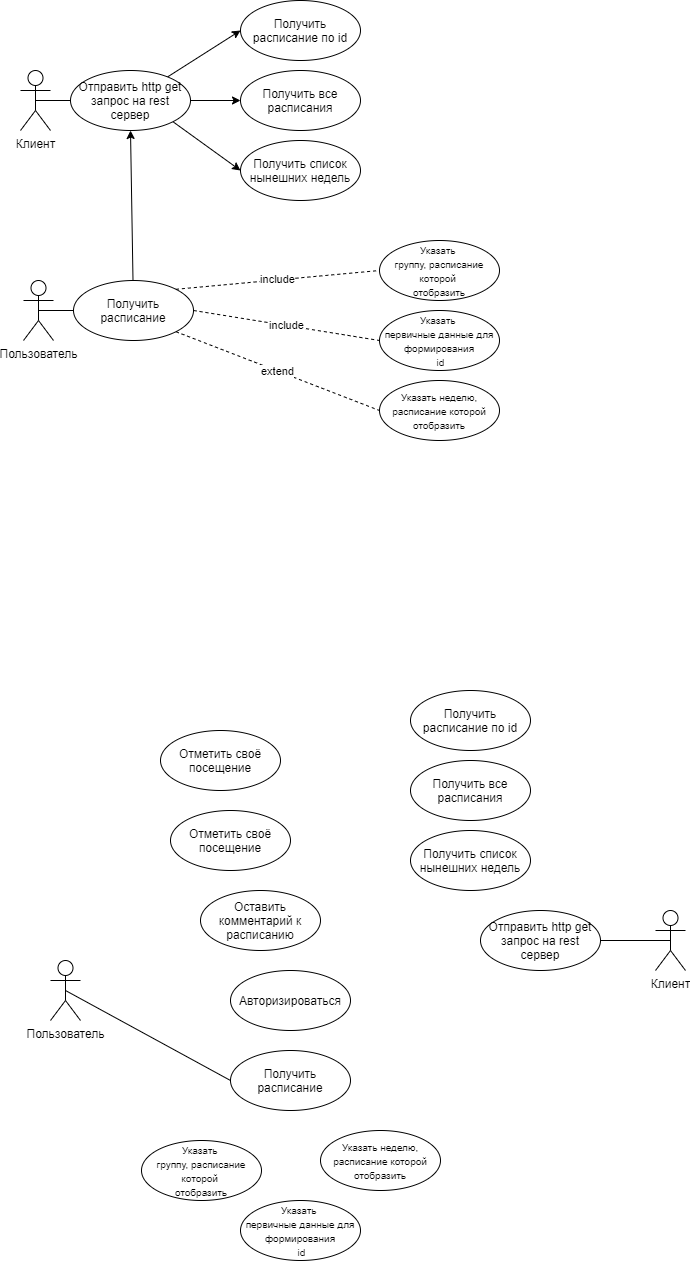 Получить
расписание по id
Отправить http get
запрос на rest
сервер
Получить все
расписания
Клиент
Получить список
нынешних недель
Указать
группу, расписание
которой
отобразить
include
Получить
расписание
include
Указать
первичные данные для
формирования
id
Пользователь
extend
Указать неделю,
расписание которой
отобразить
Получить
расписание по id
Отметить своё
посещение
Получить все
расписания
Отметить своё
посещение
Получить список
нынешних недель
Оставить
комментарий к
расписанию
Отправить http get
запрос на rest
сервер
Клиент
Авторизироваться
Пользователь
Получить
расписание
Указать
группу, расписание
которой
отобразить
Указать неделю,
расписание которой
отобразить
Указать
первичные данные для
формирования
id